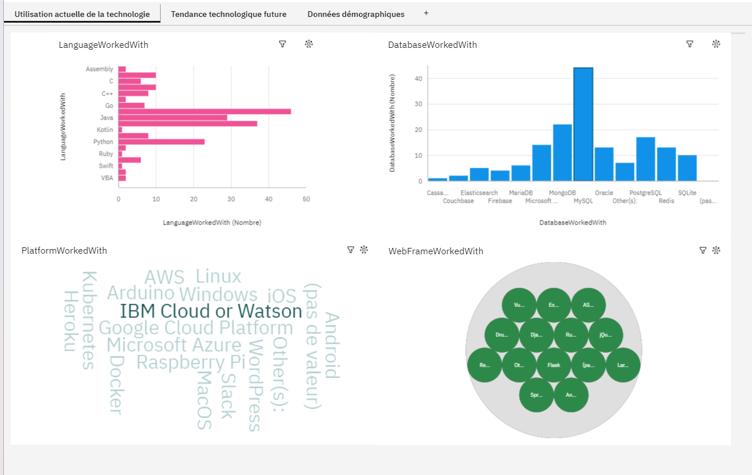 Utilisation actuelle de la technologie
Tendance technologique future
Données démographiques
+
LanguageWorkedWith
LanguageWorkedWith
Assembly
C
C++
Go
Java
Kotlin
Python
Ruby
Swift
VBA
0 10 20 30 40 50
LanguageWorkedWith (Nombre)
DatabaseWorkedWith
DatabaseWorkedWith (Nombre)
40
30
20
10
0
Cassa... Elasticsearch MariaDB MongoDB Oracle PostgreSQL SQLite
Couchbase Firebase Microsoft ... MySQL Other(s): Redis (pas...
DatabaseWorkedWith
PlatformWorkedWith
Kubernetes
Heroku
AWS
Linux
Arduino
Windows
iOS
IBM Cloud or Watson
Google Cloud Platform
Microsoft Azure
Raspberry Pi
Docker
MacOS
Slack
WordPress
Other(s):
(pas de valeur)
Android
WebFrameWorkedWith
Vu... Ex... AS...
Dru... Dja... Ru... jQu...
Re... Ot... Flask (pa... Lar...
Spr... An...